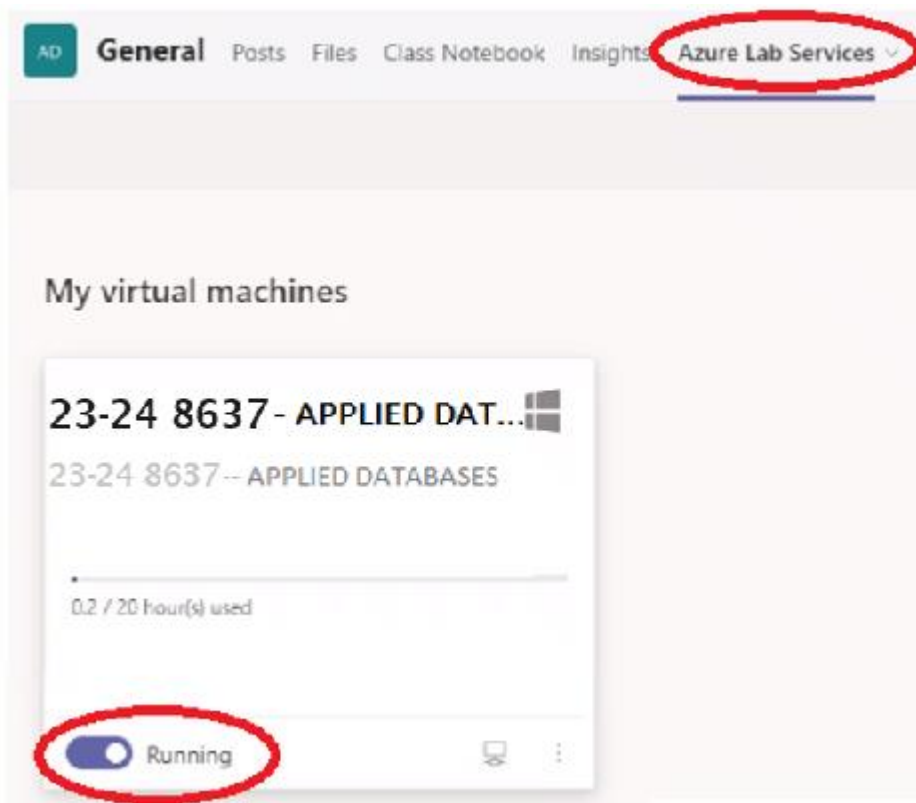 AD General Posts Files Class Notebook Insights Azure Lab Services
My virtual machines
23-24 8637- APPLIED DAT...
23-24 8637-- APPLIED DATABASES
0.2 / 20 hour(s) used
Running